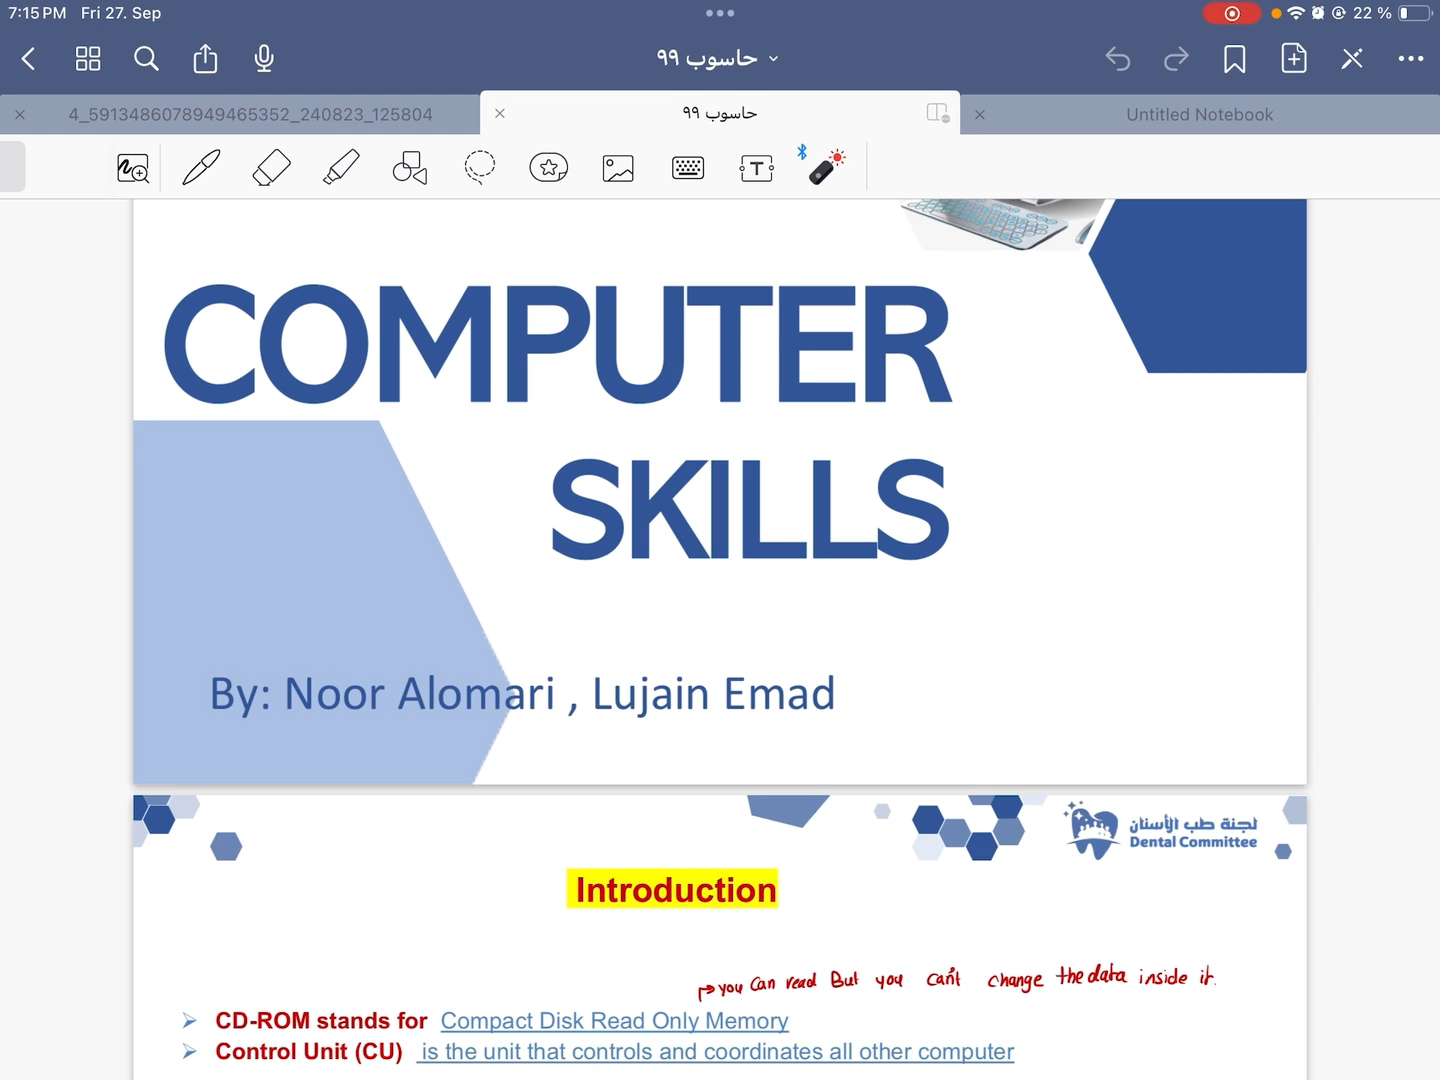 7:15 PM Fri 27. Sep
22 %
حاسوب ٩٩
4_5913486078949465352_240823_125804
حاسوب ٩٩
Untitled Notebook
T
COMPUTER
SKILLS
By: Noor Alomari , Lujain Emad
لجنة طب الأسنان
Dental Committee
Introduction
you can read But you can't change the data inside it.
CD-ROM stands for Compact Disk Read Only Memory
Control Unit (CU) is the unit that controls and coordinates all other computer